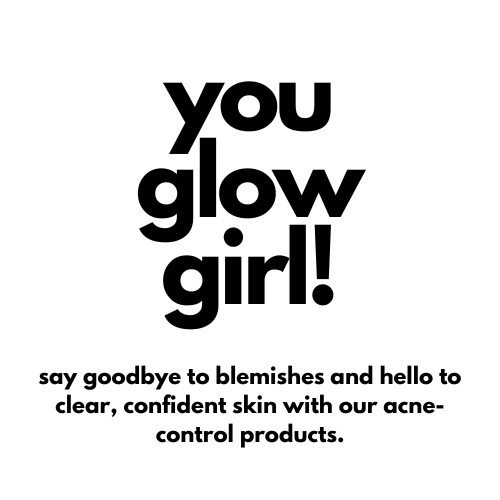 you
glow
girl!
say goodbye to blemishes and hello to
clear, confident skin with our acne-
control products.